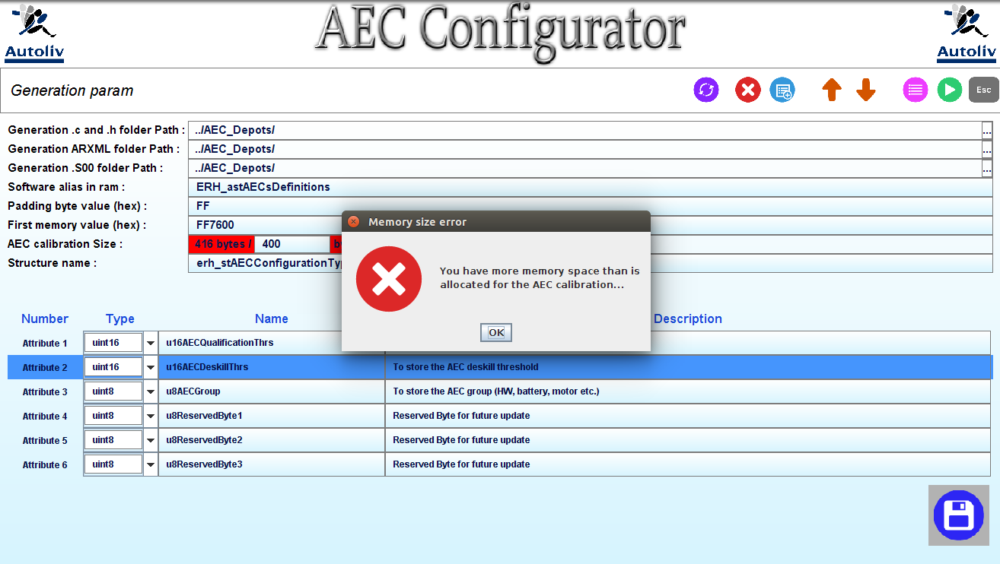 AEC Configurator
Autoliv
Autoliv
Generation param
Esc
Generation .c and .h folder Path : ../AEC_Depots/ ...
Generation ARXML folder Path : ../AEC_Depots/ ...
Generation .S00 folder Path : ../AEC_Depots/ ...
Software alias in ram : ERH_astAECsDefinitions
Padding byte value (hex) : FF
First memory value (hex) : FF7600
AEC calibration Size : 416 bytes / 400
Structure name :
Memory size error
You have more memory space than is
allocated for the AEC calibration...
OK
Number Type Name Description
Attribute 1 uint16 u16AECQualificationThrs
Attribute 2 uint16 u16AECDeskillThrs To store the AEC deskill threshold
Attribute 3 uint8 u8AECGroup To store the AEC group (HW, battery, motor etc.)
Attribute 4 uint8 u8ReservedByte1 Reserved Byte for future update
Attribute 5 uint8 u8ReservedByte2 Reserved Byte for future update
Attribute 6 uint8 u8ReservedByte3 Reserved Byte for future update